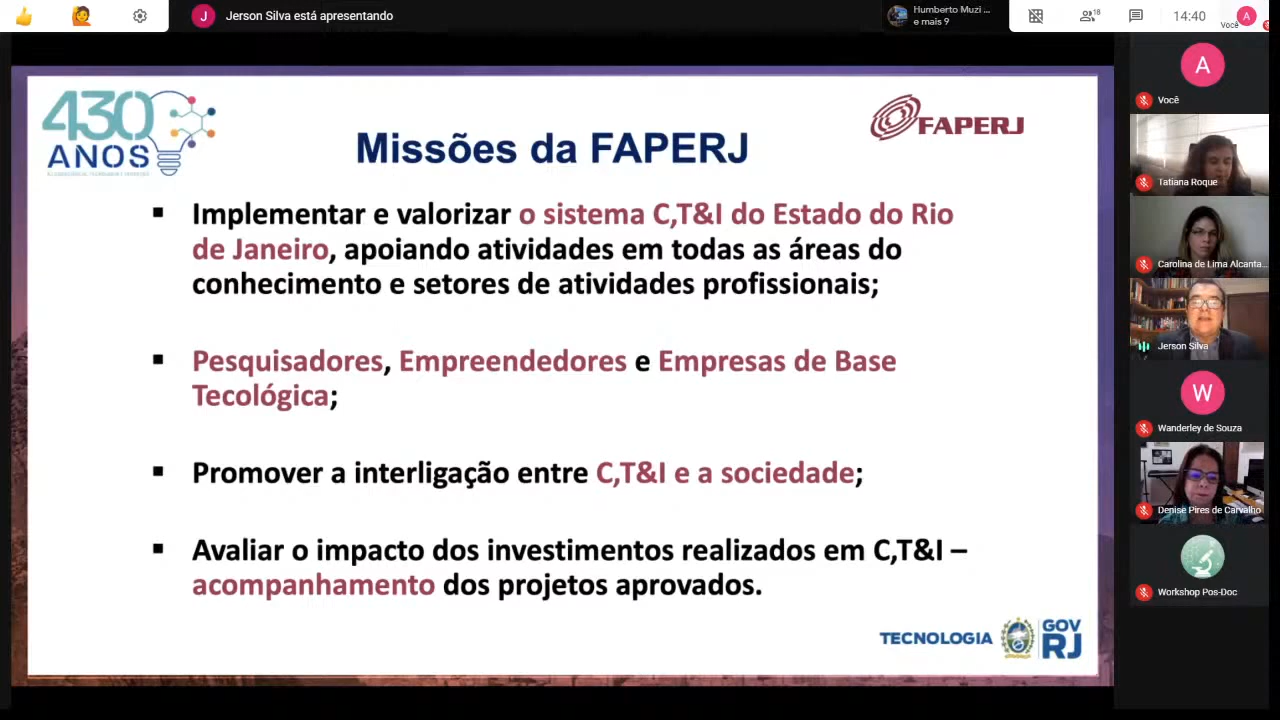 Jerson Silva está apresentando
Humberto Muzi ...
e mais 9
18
14:40
Você
A
J
430
ANOS
FAPERJ
Missões da FAPERJ
Implementar e valorizar o sistema C,T&I do Estado do Rio
de Janeiro, apoiando atividades em todas as áreas do
conhecimento e setores de atividades profissionais;
Pesquisadores, Empreendedores e Empresas de Base
Tecológica;
Promover a interligação entre C,T&I e a sociedade;
Avaliar o impacto dos investimentos realizados em C,T&I –
acompanhamento dos projetos aprovados.
TECNOLOGIA
GOV
RJ
A
Você
Tatiana Roque
Carolina de Lima Alcanta...
Jerson Silva
W
Wanderley de Souza
Denise Pires de Carvalho
Workshop Pos-Doc